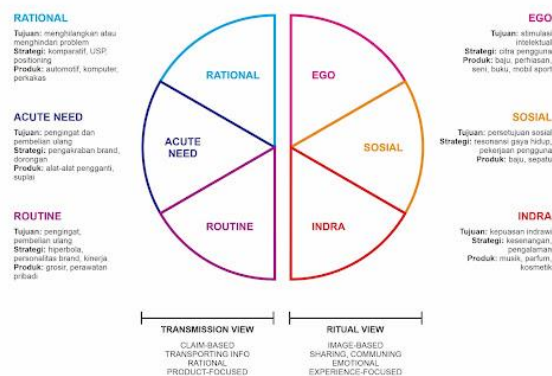 RATIONAL
Tujuan: menghilangkan atau
menghindari problem
Strategi: komparatif, USP,
positioning
Produk: automotif, komputer,
perkakas
ACUTE NEED
Tujuan: pengingat dan
pembelian ulang
Strategi: pengakraban brand,
dorongan
Produk: alat-alat pengganti,
suplai
ROUTINE
Tujuan: pengingat,
pembelian ulang
Strategi: hiperbola,
personalitas brand, kinerja
Produk: grosir, perawatan
pribadi
RATIONAL
EGO
ACUTE
NEED
SOSIAL
ROUTINE
INDRA
EGO
Tujuan: stimulasi
intelektual
Strategi: citra pengguna
Produk: baju, perhiasan,
seni, buku, mobil sport
SOSIAL
Tujuan: persetujuan sosial
Strategi: resonansi gaya hidup,
pekerjaan pengguna
Produk: baju, sepatu
INDRA
Tujuan: kepuasan indrawi
Strategi: kesenangan,
pengalaman
Produk: musik, parfum,
kosmetik
TRANSMISSION VIEW
CLAIM-BASED
TRANSPORTING INFO
RATIONAL
PRODUCT-FOCUSED
RITUAL VIEW
IMAGE-BASED
SHARING, COMMUNING
EMOTIONAL
EXPERIENCE-FOCUSED